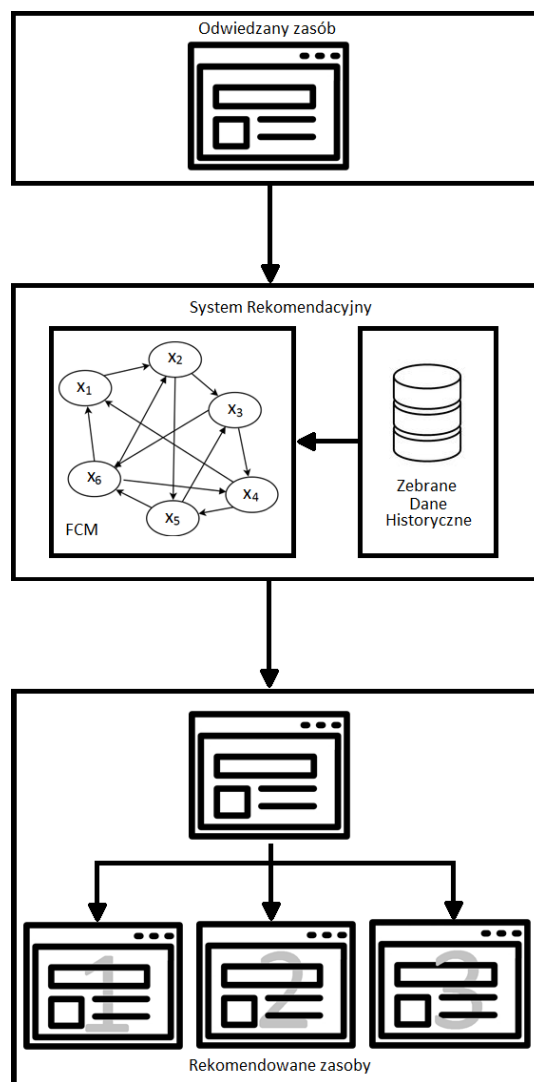 Odwiedzany zasób
System Rekomendacyjny
x₂
x₁
x₃
x₆
x₄
x₅
FCM
Zebrane
Dane
Historyczne
1
2
3
Rekomendowane zasoby